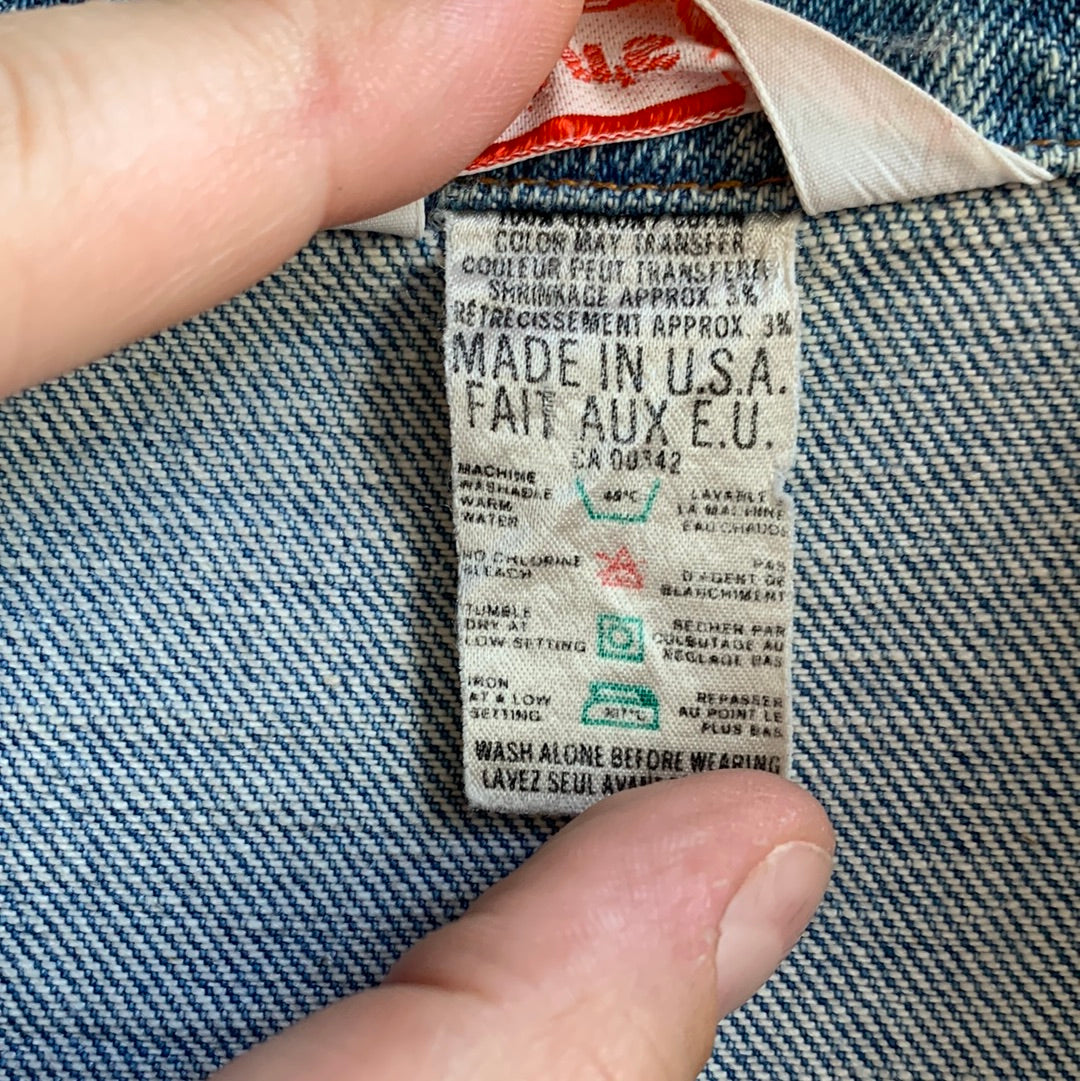 COLOR MAY TRANSFER
COULEUR PEUT TRANSFERER
SHRINKAGE APPROX. 3%
RETRECISSEMENT APPROX. 3%
MADE IN U.S.A.
FAIT AUX E.U.
CA 00342
MACHINE
WASHABLE
WARM
WATER
LAVABLE
LA MACHINE
EAU CHAUDE
NO CHLORINE
BLEACH
PAS
D'AGENT DE
BLANCHIMENT
TUMBLE
DRY AT
LOW SETTING
SECHER PAR
CULBUTAGE AU
REGLAGE BAS
IRON
AT A LOW
SETTING
REPASSER
AU POINT LE
PLUS BAS
WASH ALONE BEFORE WEARING
LAVEZ SEUL